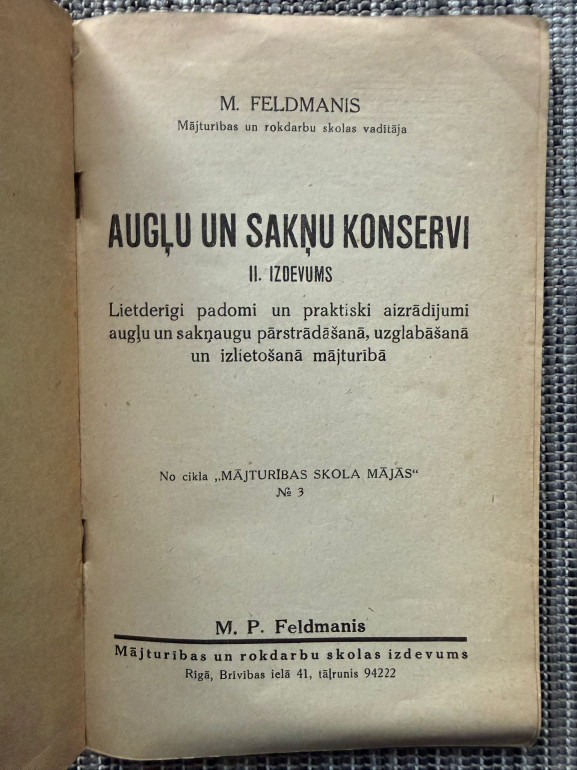 M. FELDMANIS
Mājturības un rokdarbu skolas vadītāja
AUGĻU UN SAKŅU KONSERVI
II. IZDEVUMS
Lietderīgi padomi un praktiski aizrādījumi
augļu un sakņaugu pārstrādāšanā, uzglabāšanā
un izlietošanā mājturībā
No cikla „MĀJTURĪBAS SKOLA MĀJĀS“
№ 3
M. P. Feldmanis
Mājturības un rokdarbu skolas izdevums
Rīgā, Brīvības ielā 41, tāļrunis 94222